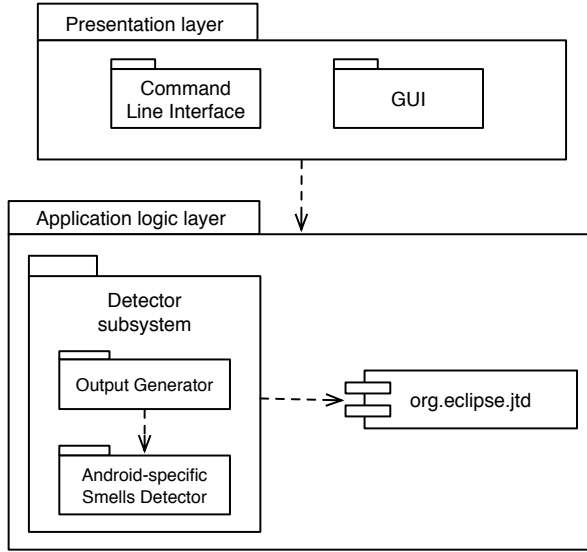 Presentation layer
Command
Line Interface
GUI
Application logic layer
Detector
subsystem
Output Generator
Android-specific
Smells Detector
org.eclipse.jtd